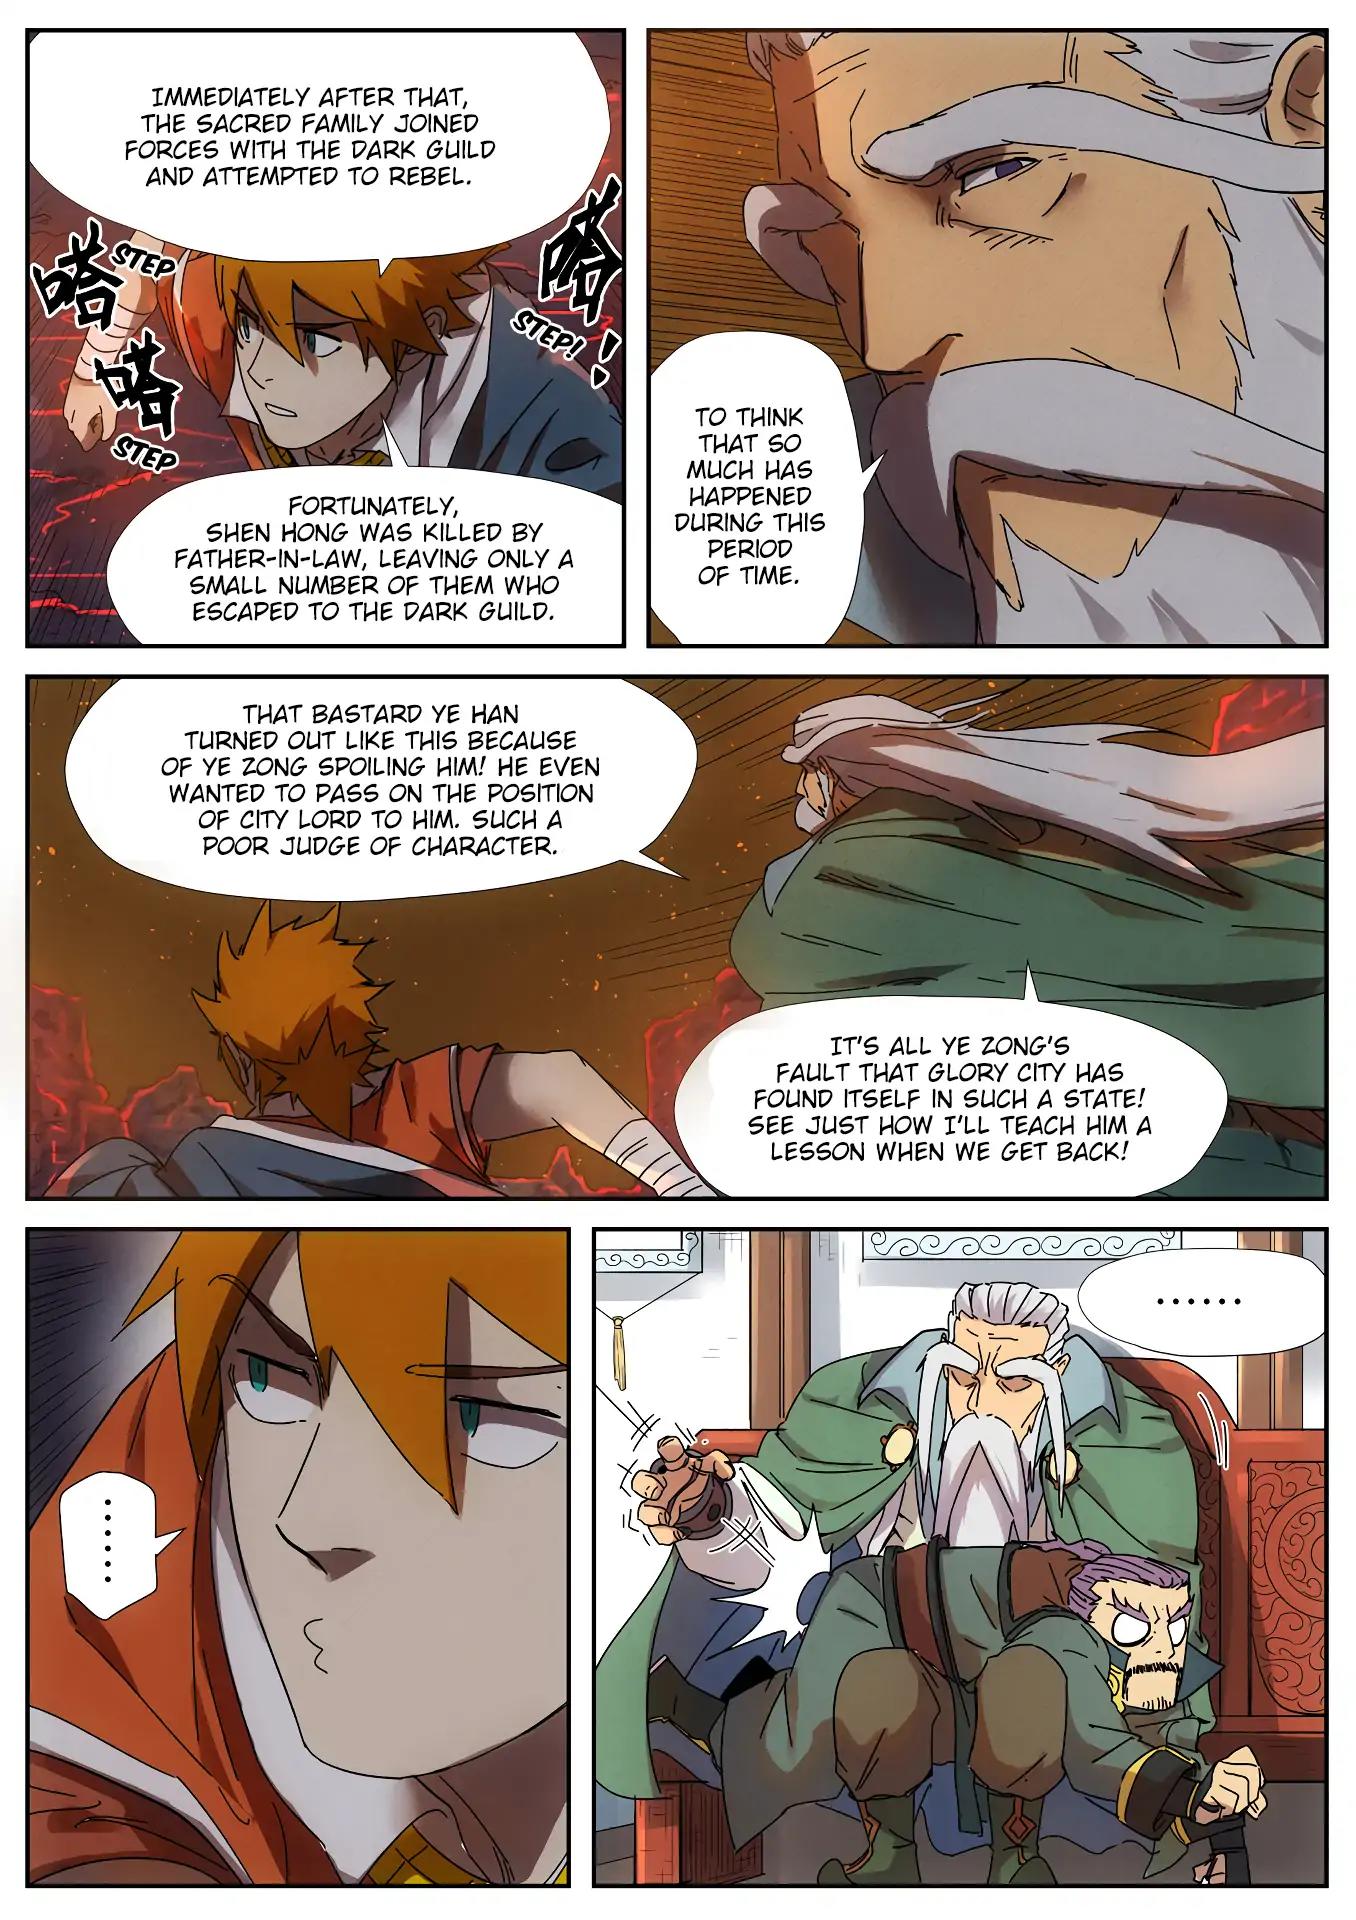 IMMEDIATELY AFTER THAT,
THE SACRED FAMILY JOINED
FORCES WITH THE DARK GUILD
AND ATTEMPTED TO REBEL.
嗒
STEP
嗒
STEP
嗒!
STEP!
FORTUNATELY,
SHEN HONG WAS KILLED BY
FATHER-IN-LAW, LEAVING ONLY A
SMALL NUMBER OF THEM WHO
ESCAPED TO THE DARK GUILD.
TO THINK
THAT SO
MUCH HAS
HAPPENED
DURING THIS
PERIOD
OF TIME.
THAT BASTARD YE HAN
TURNED OUT LIKE THIS BECAUSE
OF YE ZONG SPOILING HIM! HE EVEN
WANTED TO PASS ON THE POSITION
OF CITY LORD TO HIM. SUCH A
POOR JUDGE OF CHARACTER.
IT'S ALL YE ZONG'S
FAULT THAT GLORY CITY HAS
FOUND ITSELF IN SUCH A STATE!
SEE JUST HOW I'LL TEACH HIM A
LESSON WHEN WE GET BACK!
......
......